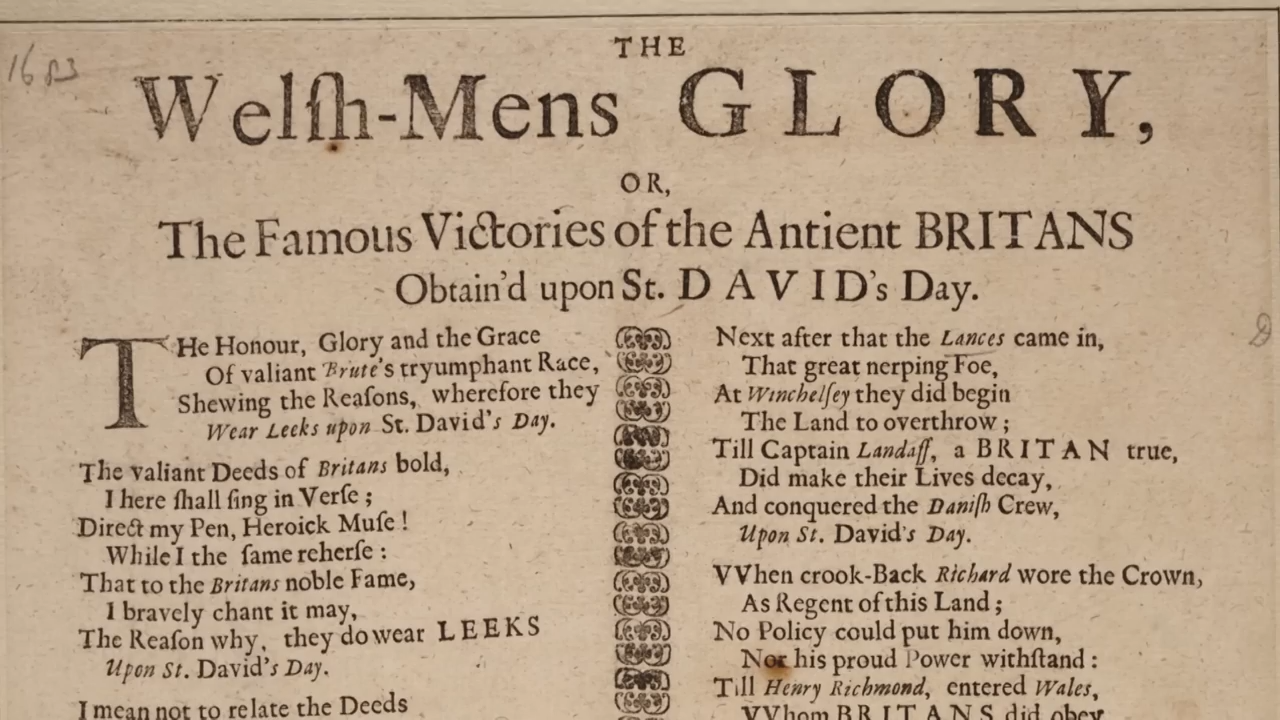 1683
THE
Welſh-Mens GLORY,
OR,
The Famous Victories of the Antient BRITANS
Obtain'd upon St. DAVID's Day.
THe Honour, Glory and the Grace
Of valiant Brute's tryumphant Race,
Shewing the Reaſons, wherefore they
Wear Leeks upon St. David's Day.
The valiant Deeds of Britans bold,
I here ſhall ſing in Verſe ;
Direct my Pen, Heroick Muſe !
While I the ſame reherſe :
That to the Britans noble Fame,
I bravely chant it may,
The Reaſon why, they do wear LEEKS
Upon St. David's Day.
I mean not to relate the Deeds
Next after that the Lances came in,
That great nerping Foe,
At Winchelſey they did begin
The Land to overthrow ;
Till Captain Landaff, a BRITAN true,
Did make their Lives decay,
And conquered the Daniſh Crew,
Upon St. David's Day.
VVhen crook-Back Richard wore the Crown,
As Regent of this Land ;
No Policy could put him down,
Nor his proud Power withſtand :
Till Henry Richmond, entered Wales,
VVhom BRITANS did obey